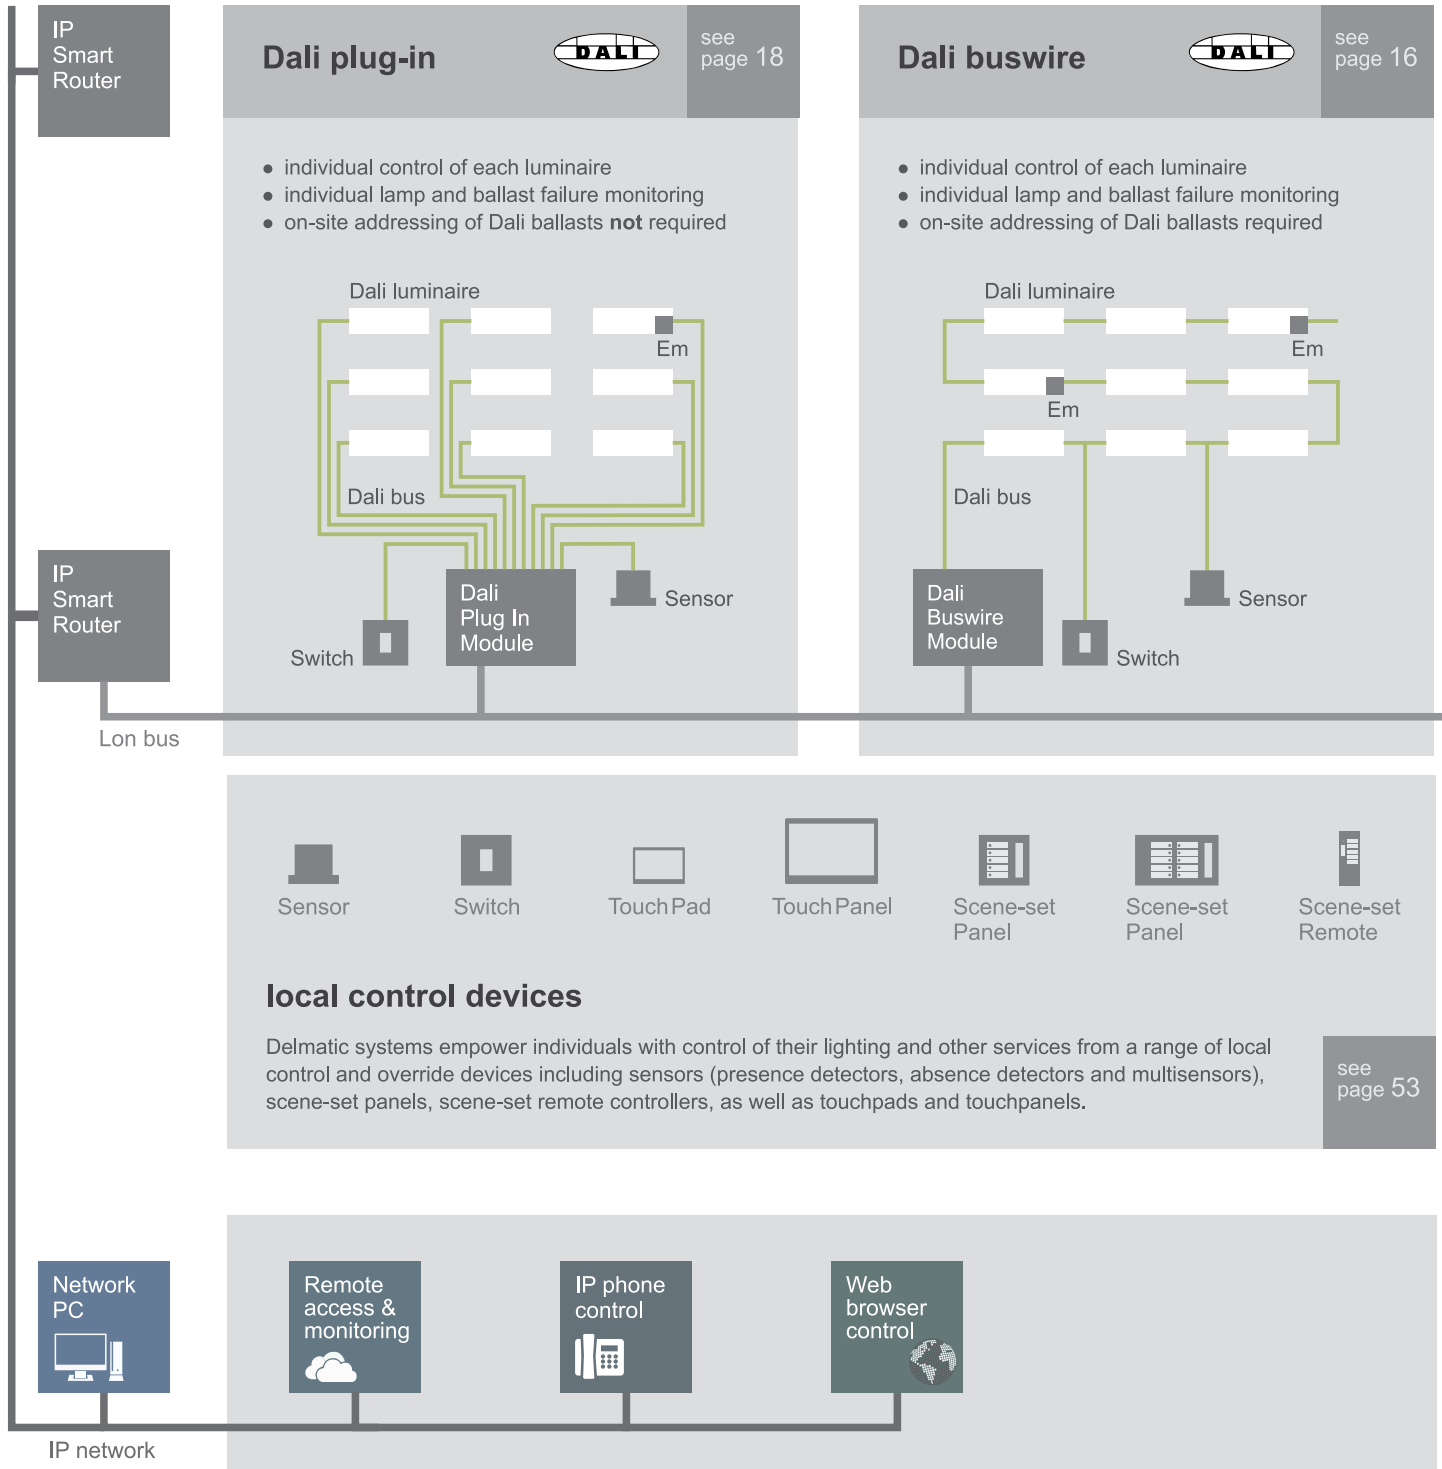 IP
Smart
Router
Dali plug-in
DALI
see
page 18
Dali buswire
DALI
see
page 16
● individual control of each luminaire
● individual lamp and ballast failure monitoring
● on-site addressing of Dali ballasts not required
● individual control of each luminaire
● individual lamp and ballast failure monitoring
● on-site addressing of Dali ballasts required
Dali luminaire
Em
Dali bus
Dali luminaire
Em
Em
Dali bus
IP
Smart
Router
Dali
Plug In
Module
Sensor
Switch
Dali
Buswire
Module
Sensor
Switch
Lon bus
Sensor
Switch
TouchPad
TouchPanel
Scene-set
Panel
Scene-set
Panel
Scene-set
Remote
local control devices
Delmatic systems empower individuals with control of their lighting and other services from a range of local
control and override devices including sensors (presence detectors, absence detectors and multisensors),
scene-set panels, scene-set remote controllers, as well as touchpads and touchpanels.
see
page 53
Network
PC
Remote
access &
monitoring
IP phone
control
Web
browser
control
IP network